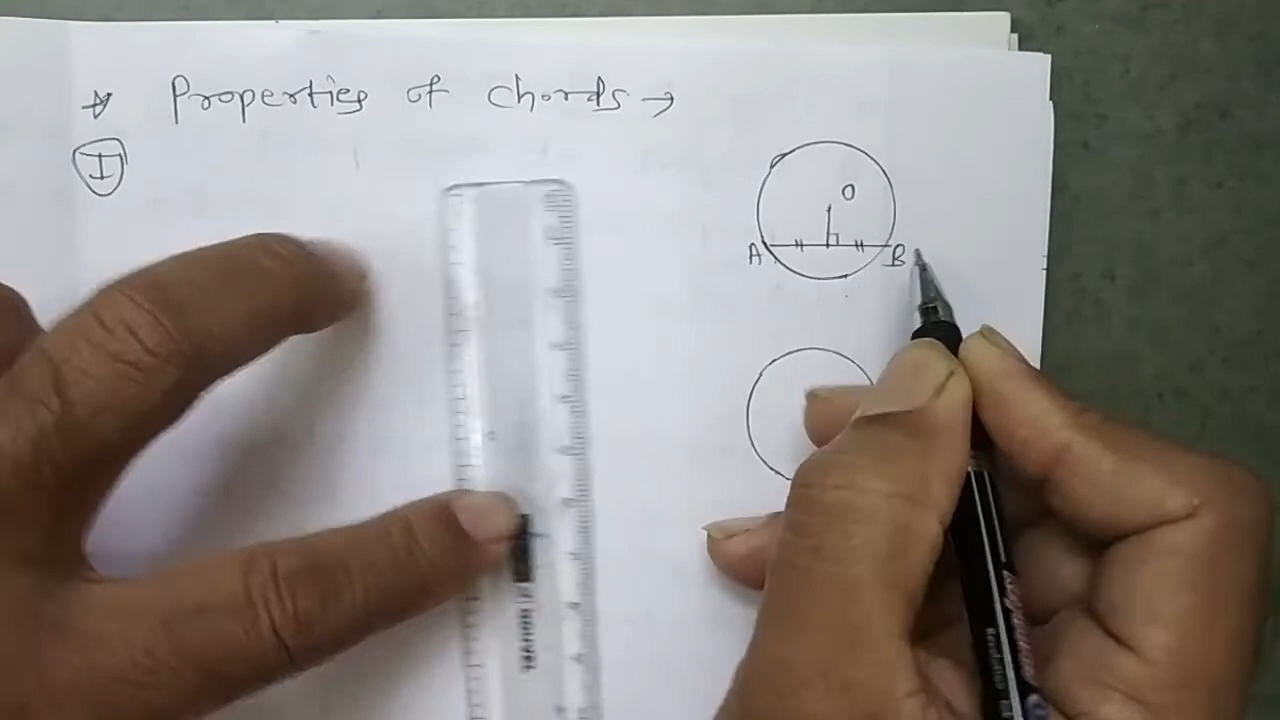 * Properties of chords →
I
O
A B